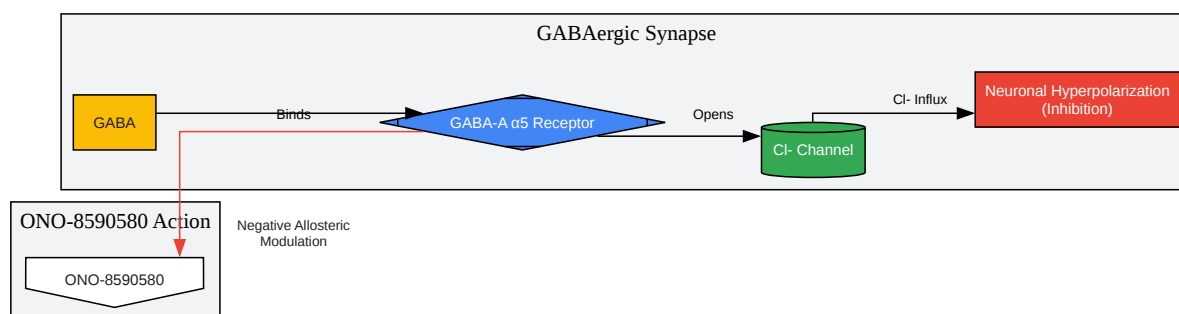 GABAergic Synapse
GABA
Binds
GABA-A α5 Receptor
Opens
Cl- Channel
Cl- Influx
Neuronal Hyperpolarization
(Inhibition)
ONO-8590580 Action
Negative Allosteric
Modulation
ONO-8590580